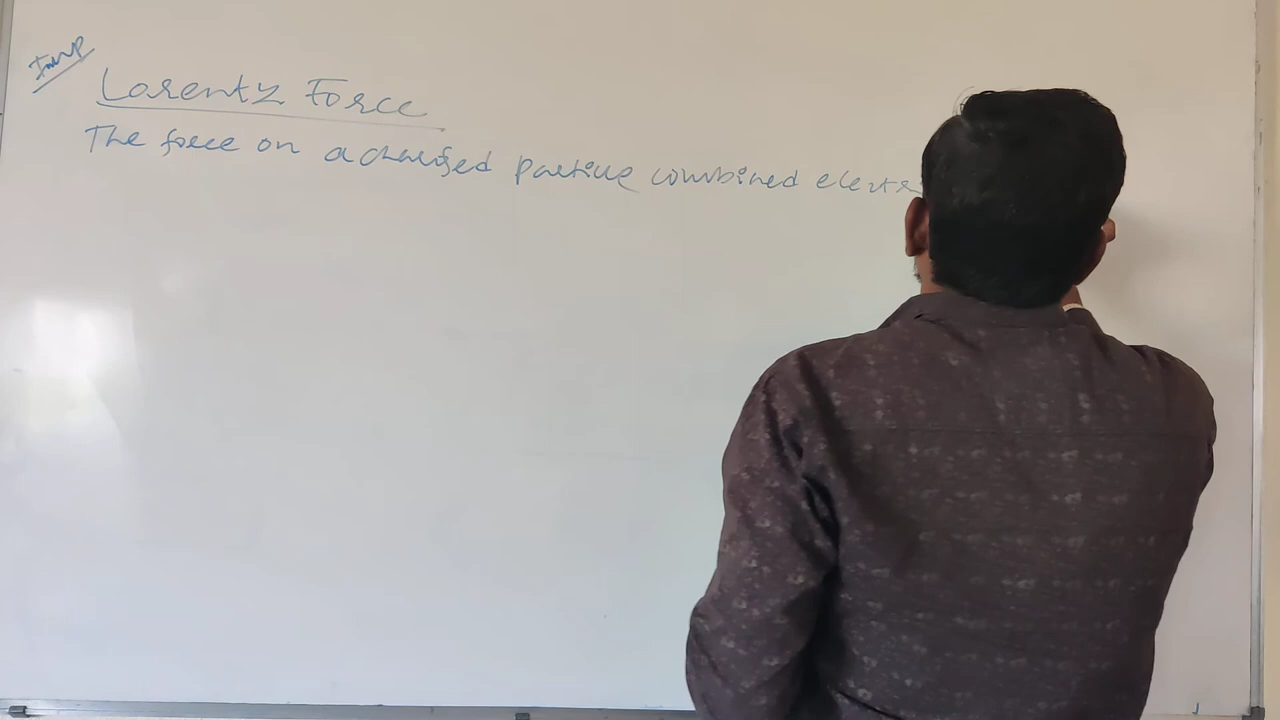 Imp
Lorentz Force
The force on a charged particle combined electr